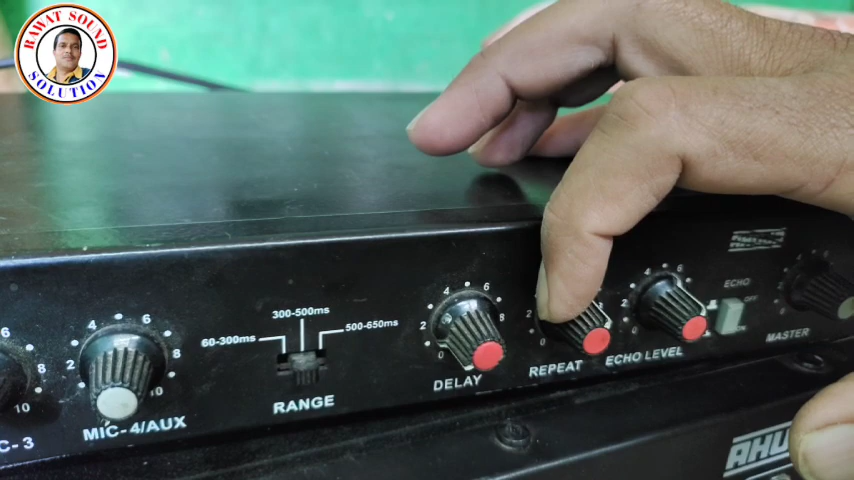 RAWAT SOUND
SOLUTION
300-500ms
60-300ms
500-650ms
RANGE
MIC-4/AUX
C-3
DELAY
REPEAT
ECHO LEVEL
ECHO
OFF
ON
MASTER
2 4 6 8 10
6 8 10
0 2 4 6 8
2
0 2 4 6
AHU